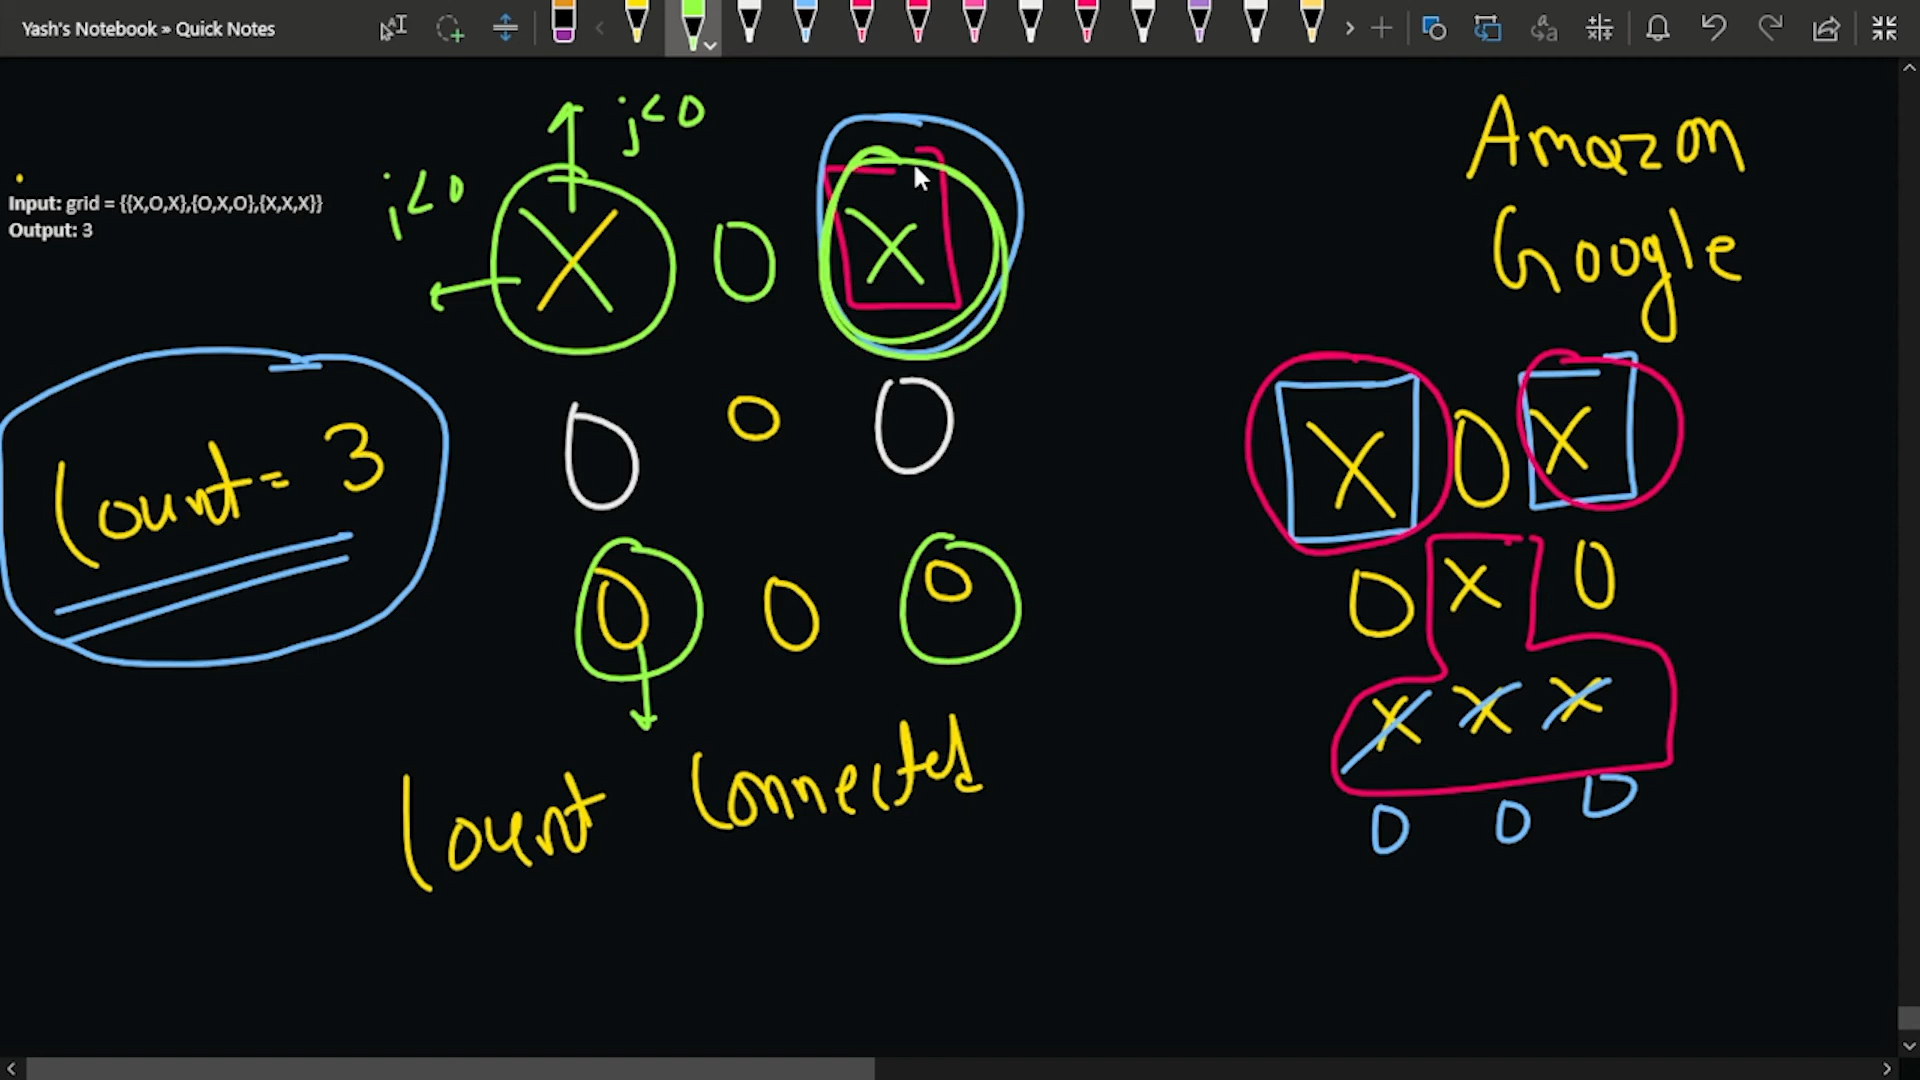 Yash's Notebook » Quick Notes
j<0
i<0
Input: grid = {{X,O,X},{O,X,O},{X,X,X}}
Output: 3
X O X
O O O
O O O
Count = 3
Count Connected
Amazon
Google
X O X
O X O
X X X
O O O